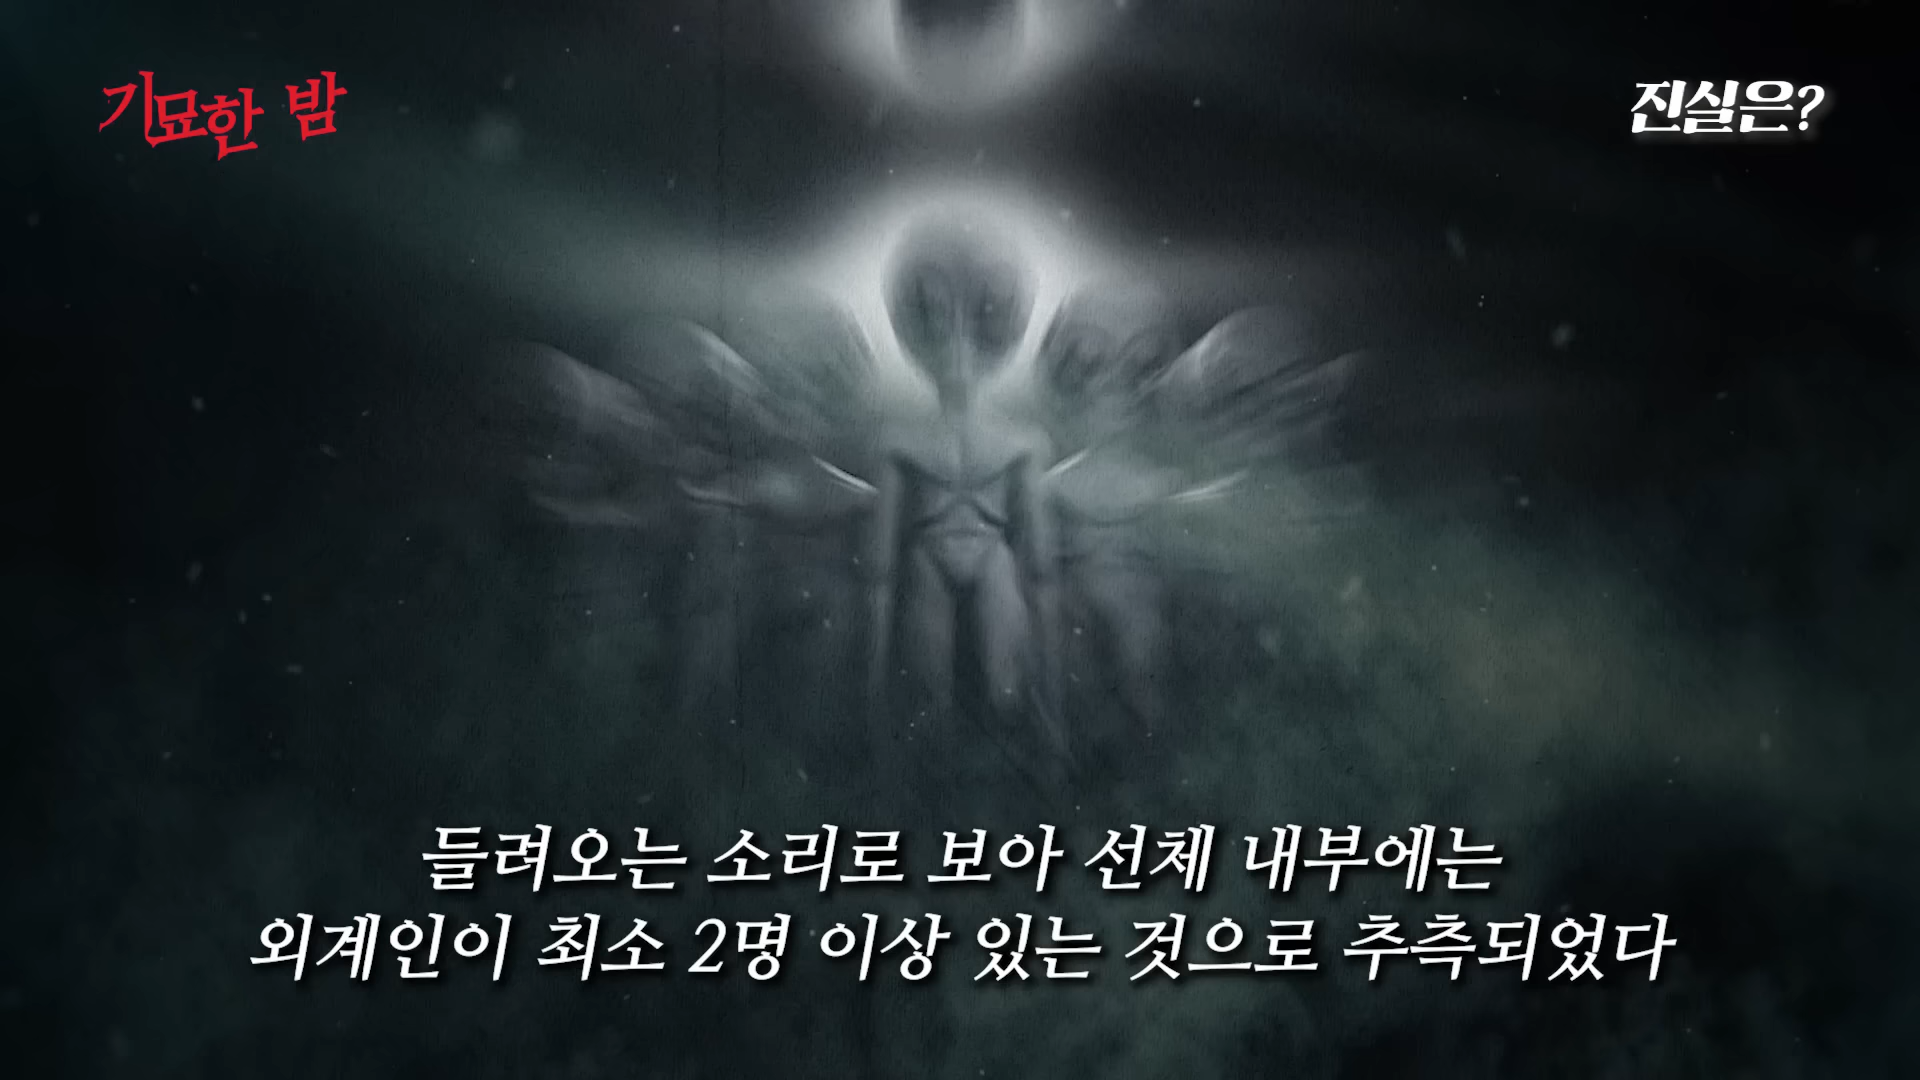 기묘한 밤
진실은?
들려오는 소리로 보아 선체 내부에는
외계인이 최소 2명 이상 있는 것으로 추측되었다